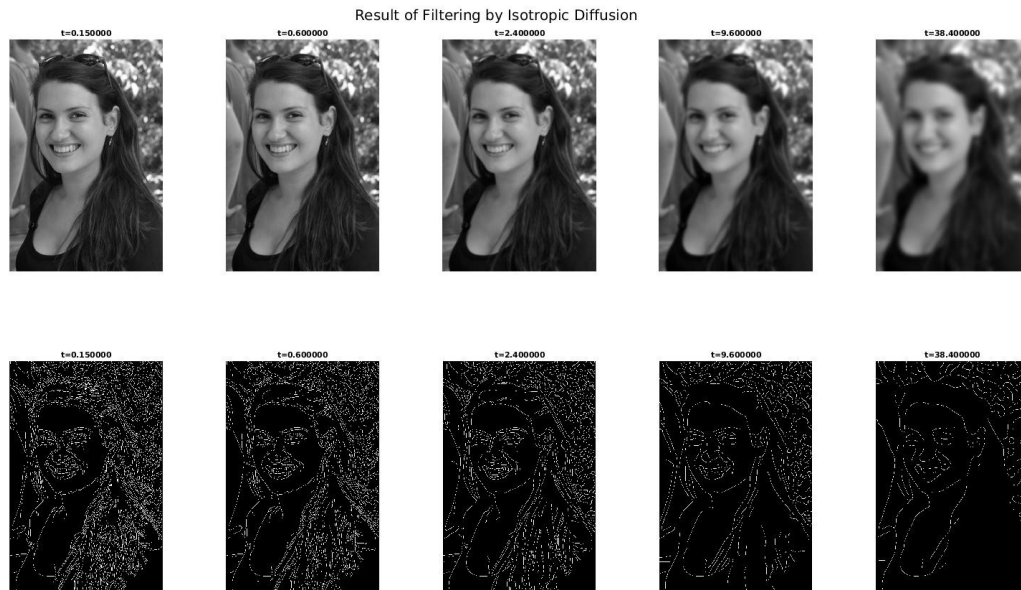 Result of Filtering by Isotropic Diffusion
t=0.150000
t=0.600000
t=2.400000
t=9.600000
t=38.400000
t=0.150000
t=0.600000
t=2.400000
t=9.600000
t=38.400000